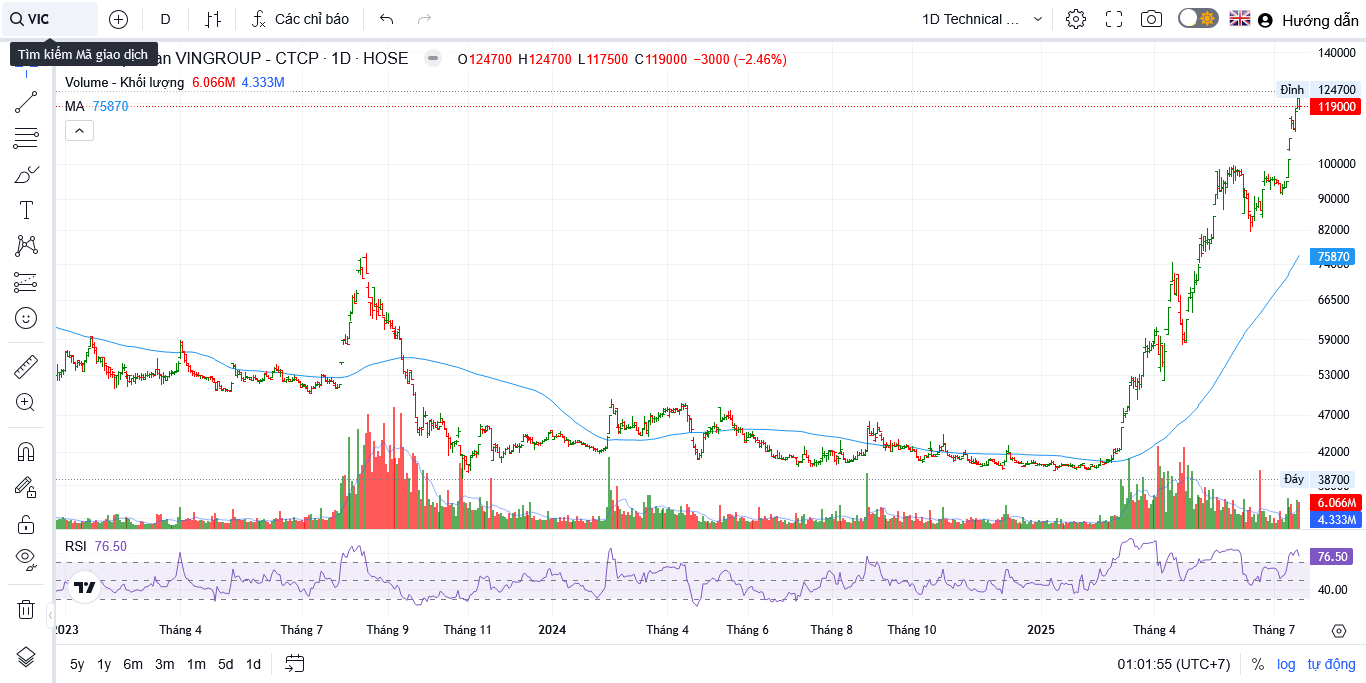 VIC
D
Các chỉ báo
1D Technical ...
Hướng dẫn
Tìm kiếm Mã giao dịch
an VINGROUP - CTCP · 1D · HOSE
O124700 H124700 L117500 C119000 −3000 (−2.46%)
Volume - Khối lượng 6.066M 4.333M
MA 75870
140000
Đỉnh 124700
119000
100000
90000
82000
75870
74000
66500
59000
53000
47000
42000
Đáy 38700
6.066M
4.333M
RSI 76.50
76.50
40.00
2023 Tháng 4 Tháng 7 Tháng 9 Tháng 11 2024 Tháng 4 Tháng 6 Tháng 8 Tháng 10 2025 Tháng 4 Tháng 7
5y 1y 6m 3m 1m 5d 1d
01:01:55 (UTC+7) % log tự động